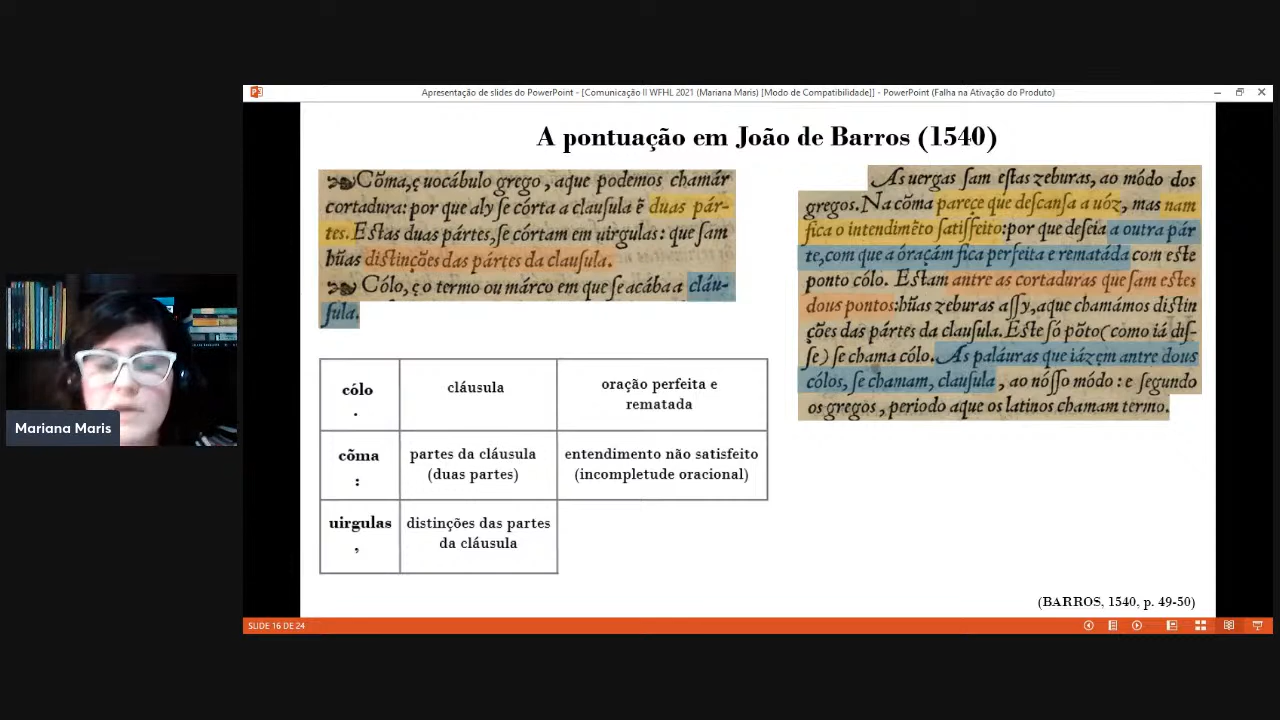 Apresentação de slides do PowerPoint - [Comunicação II WFHL 2021 (Mariana Maris) [Modo de Compatibilidade]] - PowerPoint (Falha na Ativação do Produto)
A pontuação em João de Barros (1540)
Cõma, ę uocábulo grego, aque podemos chamár
cortadura: por que aly ſe córta a clauſula ẽ duas pár-
tes. Eſtas duas pártes, ſe córtam em uirgulas: que ſam
hũas diſtinções das pártes da clauſula.
Cólo, ę o termo ou márco em que ſe acába a cláu-
ſula.
As uergas ſam eſtas zeburas, ao módo dos
gregos. Na cõma pareçe que deſcanſa a uóz, mas nam
fica o intendimẽto ſatiſfeito: por que deſeia a outra pár
te, com que a óraçám fica perfeita e rematáda com eſte
ponto cólo. Eſtam antre as cortaduras que ſam eſtes
dous pontos: hũas zeburas aſſy, aque chamámos diſtin
ções das pártes da clauſula. Eſte ſó põto (como iá diſ-
ſe) ſe chama cólo. As paláuras que iázem antre dous
cólos, ſe chamam, clauſula, ao nóſſo módo: e ſegundo
os gregos, periodo aque os latinos chamam termo.
cólo
.
cláusula
oração perfeita e
rematada
cõma
:
partes da cláusula
(duas partes)
entendimento não satisfeito
(incompletude oracional)
uirgulas
,
distinções das partes
da cláusula
(BARROS, 1540, p. 49-50)
SLIDE 16 DE 24
Mariana Maris